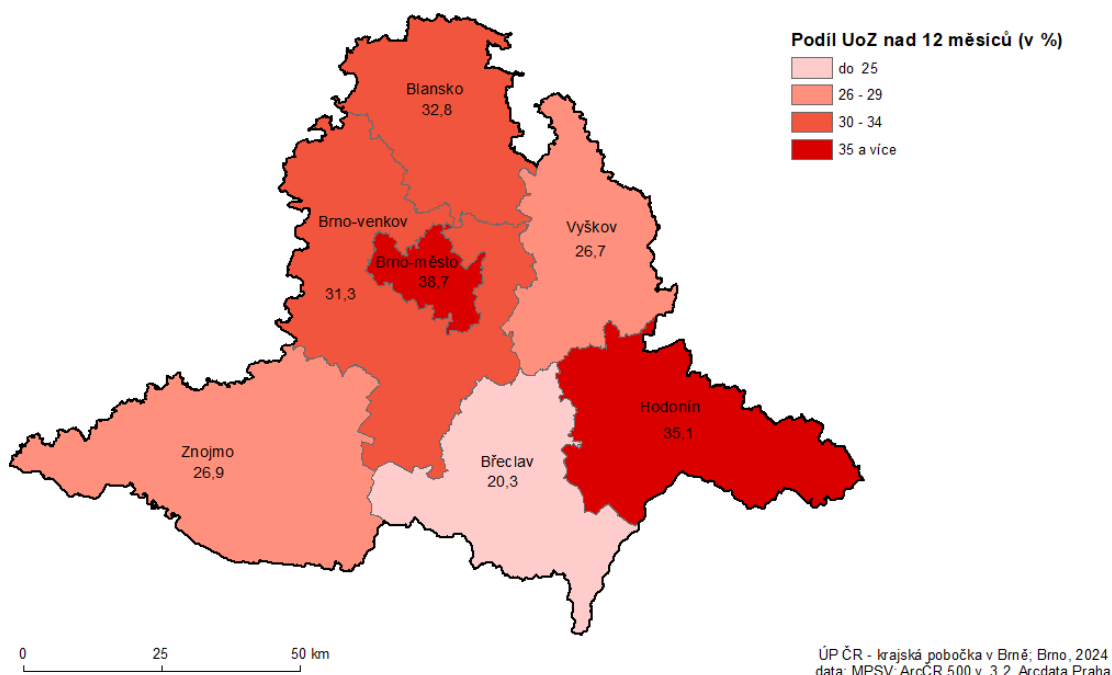 Podíl UoZ nad 12 měsíců (v %)
do 25
26 - 29
30 - 34
35 a více
Blansko
32,8
Brno-venkov
31,3
Vyškov
26,7
Brno-město
38,7
Hodonín
35,1
Znojmo
26,9
Břeclav
20,3
0 25 50 km
ÚP ČR - krajská pobočka v Brně; Brno, 2024
data: MPSV; ArcČR 500 v. 3.2, Arcdata Praha